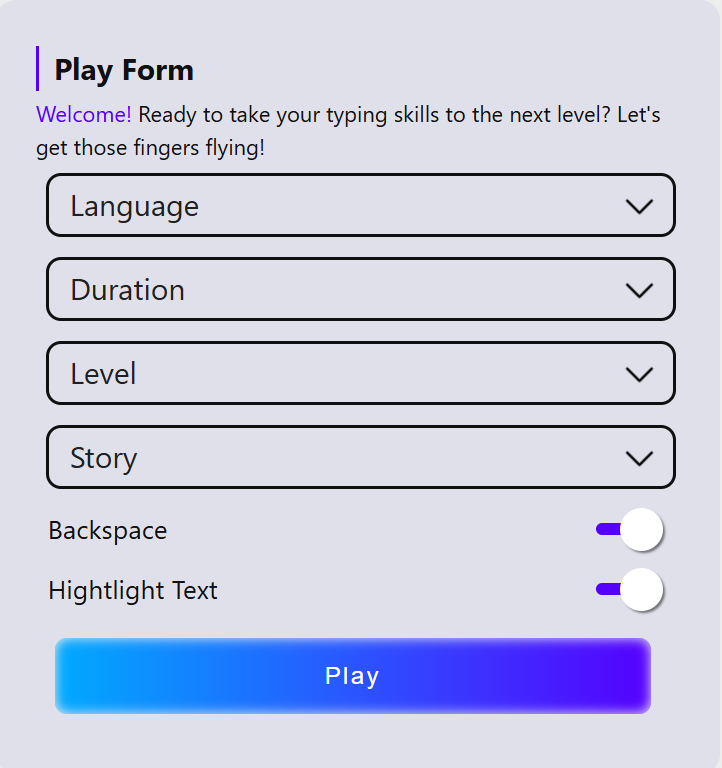 Play Form
Welcome! Ready to take your typing skills to the next level? Let's
get those fingers flying!
Language
Duration
Level
Story
Backspace
Hightlight Text
Play